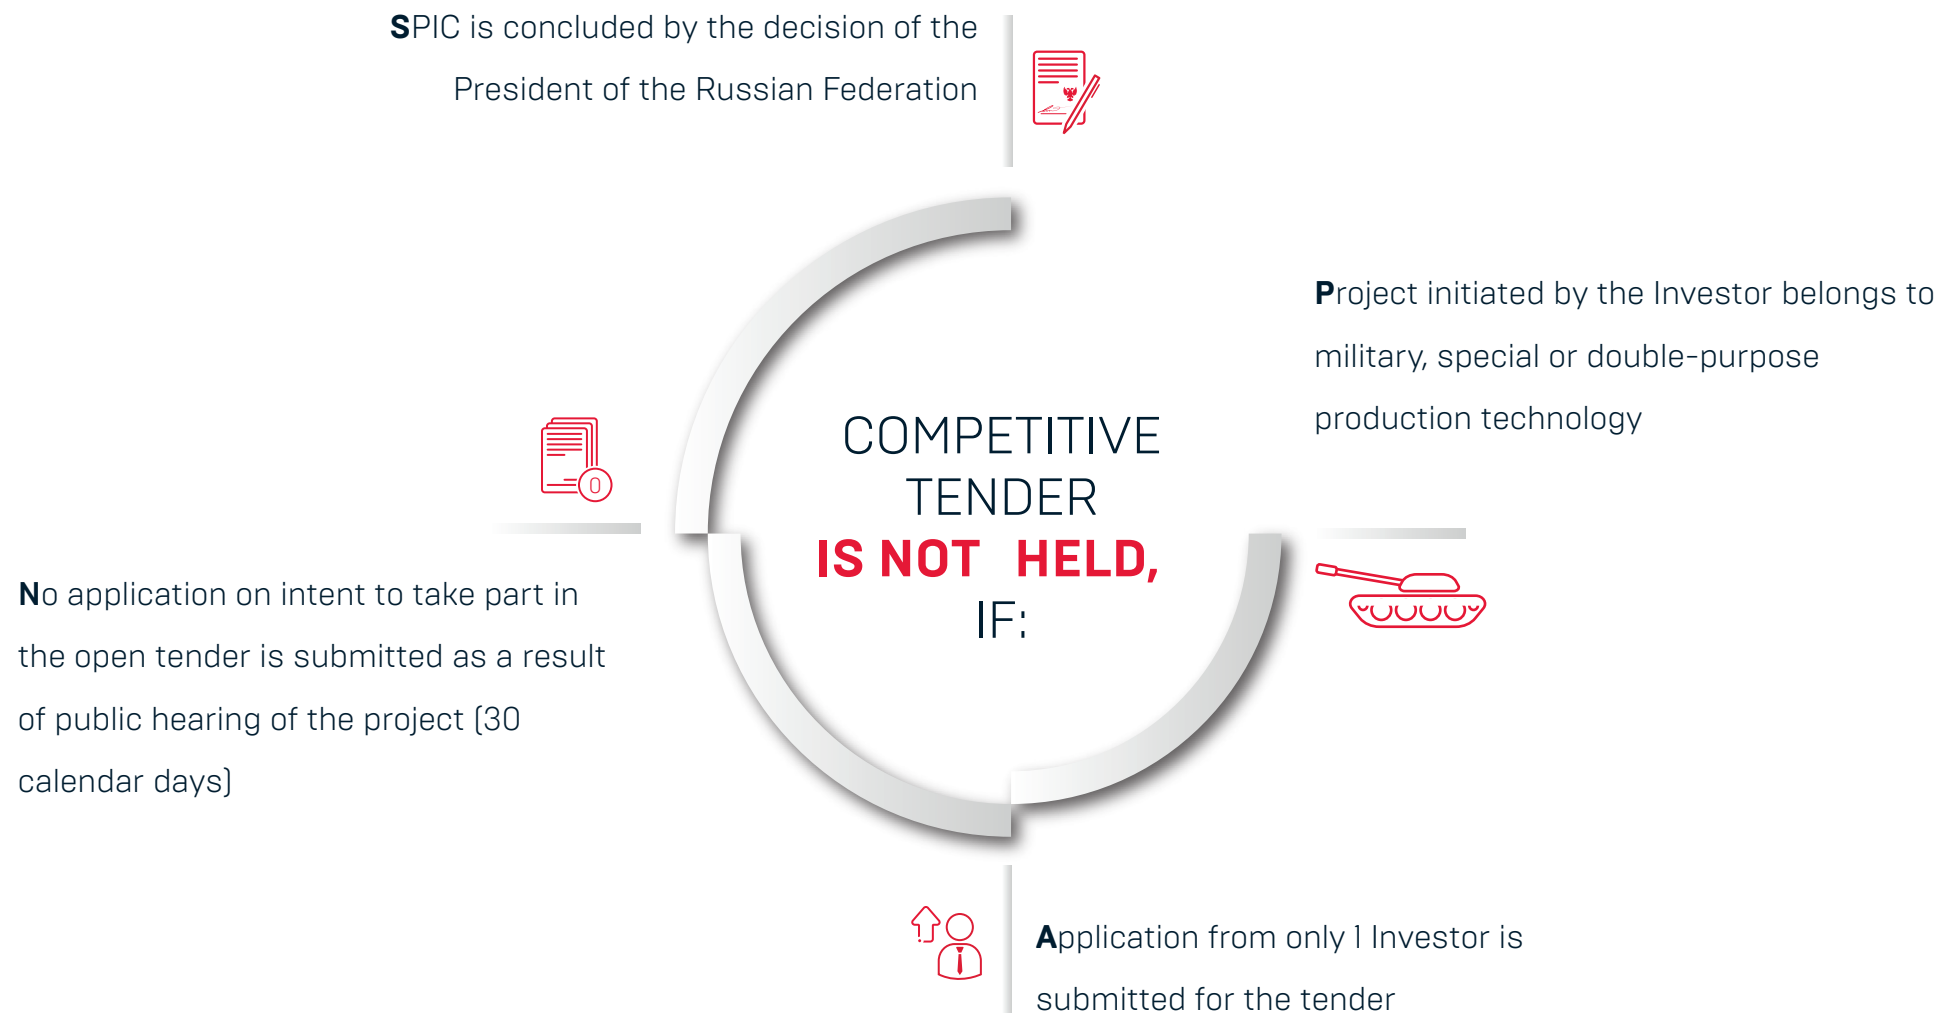 SPIC is concluded by the decision of the
President of the Russian Federation
Project initiated by the Investor belongs to
military, special or double-purpose
production technology
COMPETITIVE
TENDER
IS NOT HELD,
IF:
0
No application on intent to take part in
the open tender is submitted as a result
of public hearing of the project (30
calendar days)
Application from only 1 Investor is
submitted for the tender